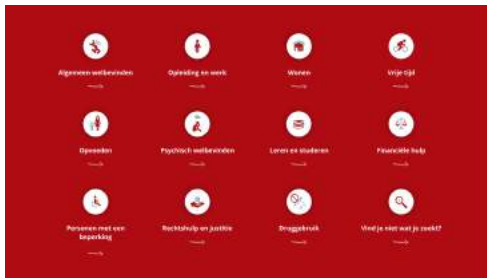 Algemeen welbevinden
Opleiding en werk
Wonen
Vrije tijd
Opvoeden
Psychisch welbevinden
Leren en studeren
Financiële hulp
Personen met een
beperking
Rechtshulp en justitie
Druggebruik
Vind je niet wat je zoekt?